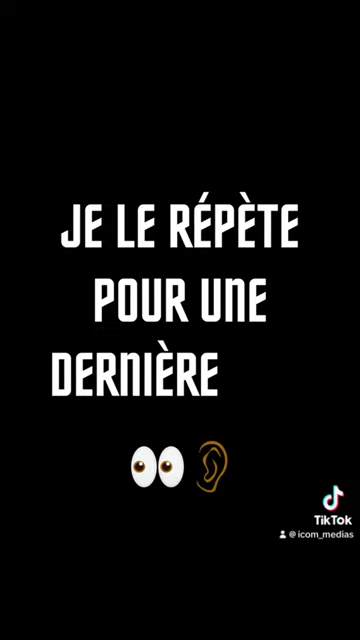 JE LE RÉPÈTE
POUR UNE
DERNIÈRE
TikTok
@icom_medias